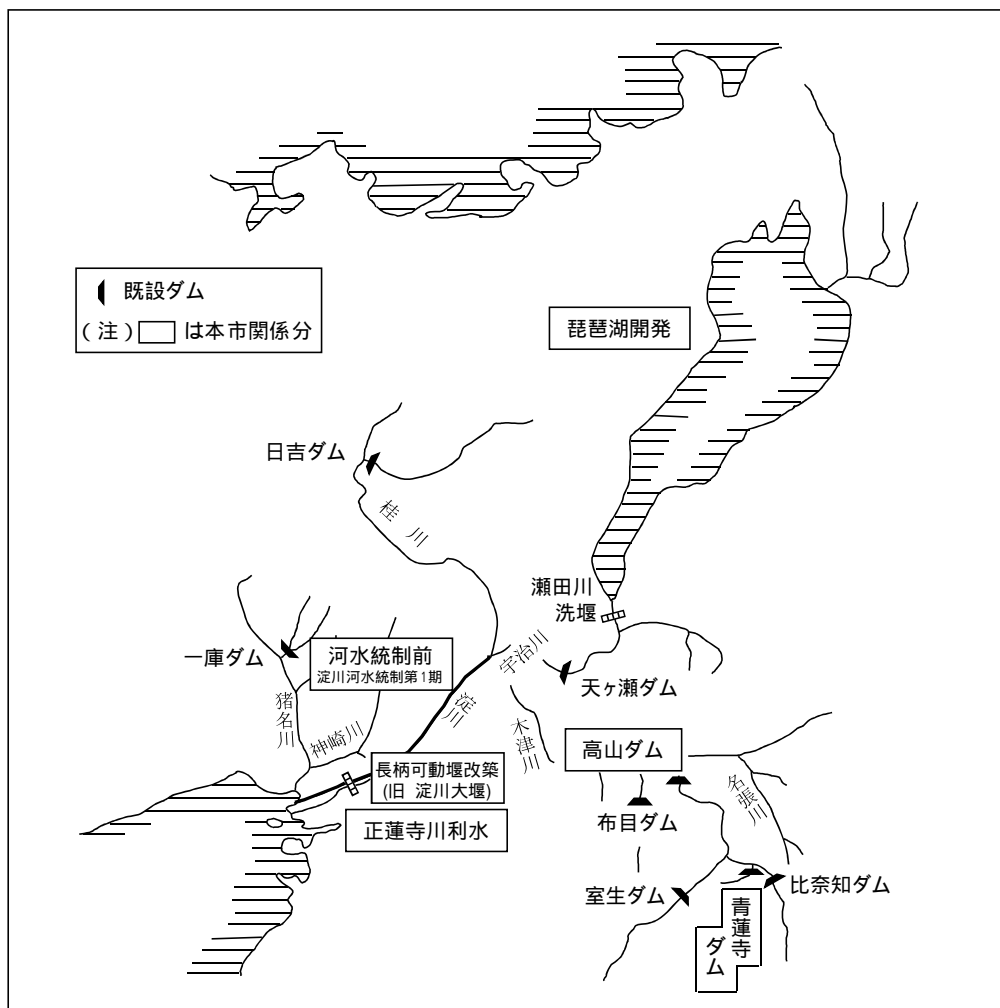 既設ダム
(注) は本市関係分
琵琶湖開発
日吉ダム
桂川
瀬田川
洗堰
宇治川
天ヶ瀬ダム
一庫ダム
河水統制前
淀川河水統制第1期
猪名川
神崎川
淀川
木津川
高山ダム
名張川
長柄可動堰改築
(旧 淀川大堰)
布目ダム
正蓮寺川利水
室生ダム
比奈知ダム
青蓮寺
ダム